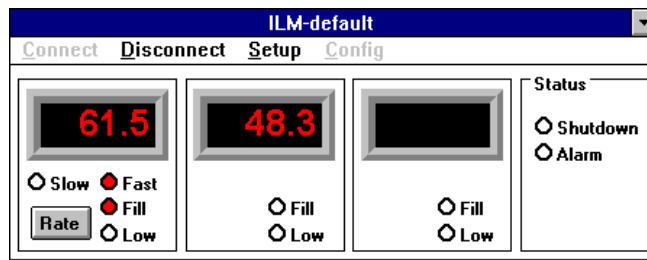 ILM-default
Connect Disconnect Setup Config
Status
61.5 48.3
Shutdown
Alarm
Slow Fast
Rate Fill Fill Fill
Low Low Low